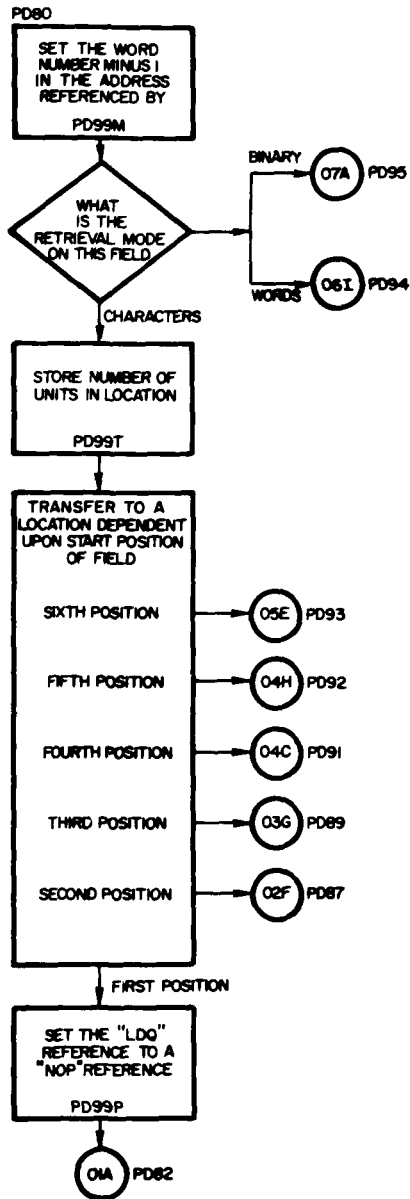 PD80
SET THE WORD
NUMBER MINUS 1
IN THE ADDRESS
REFERENCED BY
PD99M
WHAT
IS THE
RETRIEVAL MODE
ON THIS FIELD
BINARY
07A PD95
WORDS
06I PD94
CHARACTERS
STORE NUMBER OF
UNITS IN LOCATION
PD99T
TRANSFER TO A
LOCATION DEPENDENT
UPON START POSITION
OF FIELD
SIXTH POSITION
05E PD93
FIFTH POSITION
04H PD92
FOURTH POSITION
04C PD91
THIRD POSITION
03G PD89
SECOND POSITION
02F PD87
FIRST POSITION
SET THE "LDQ"
REFERENCE TO A
"NOP" REFERENCE
PD99P
01A PD82